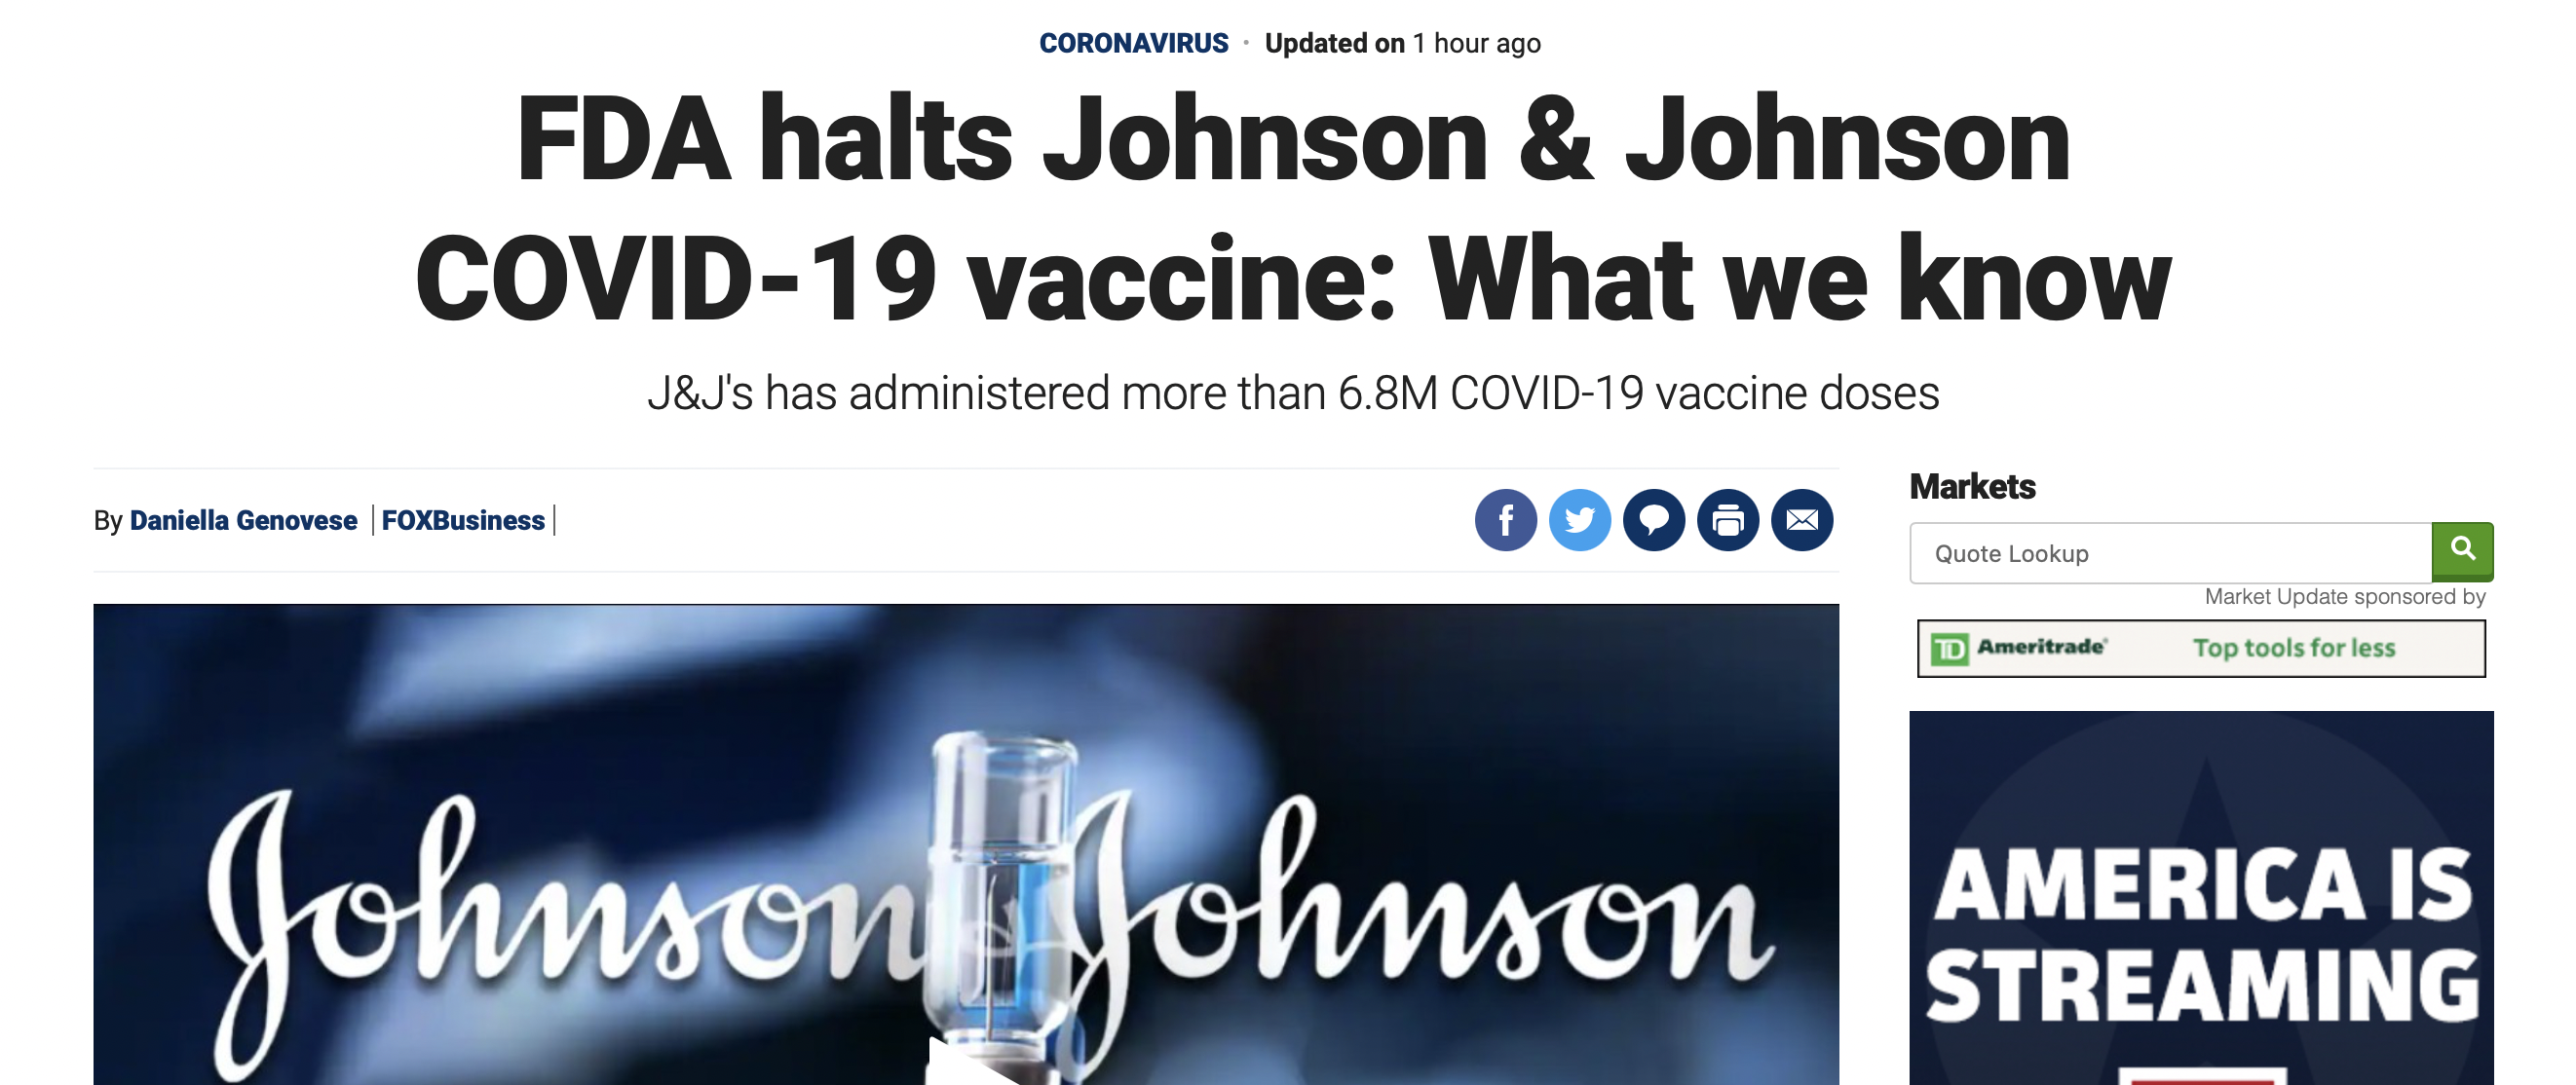 CORONAVIRUS · Updated on 1 hour ago
FDA halts Johnson & Johnson
COVID-19 vaccine: What we know
J&J's has administered more than 6.8M COVID-19 vaccine doses
By Daniella Genovese | FOXBusiness |
f
Markets
Quote Lookup
Market Update sponsored by
TD Ameritrade® Top tools for less
Johnson Johnson
AMERICA IS
STREAMING